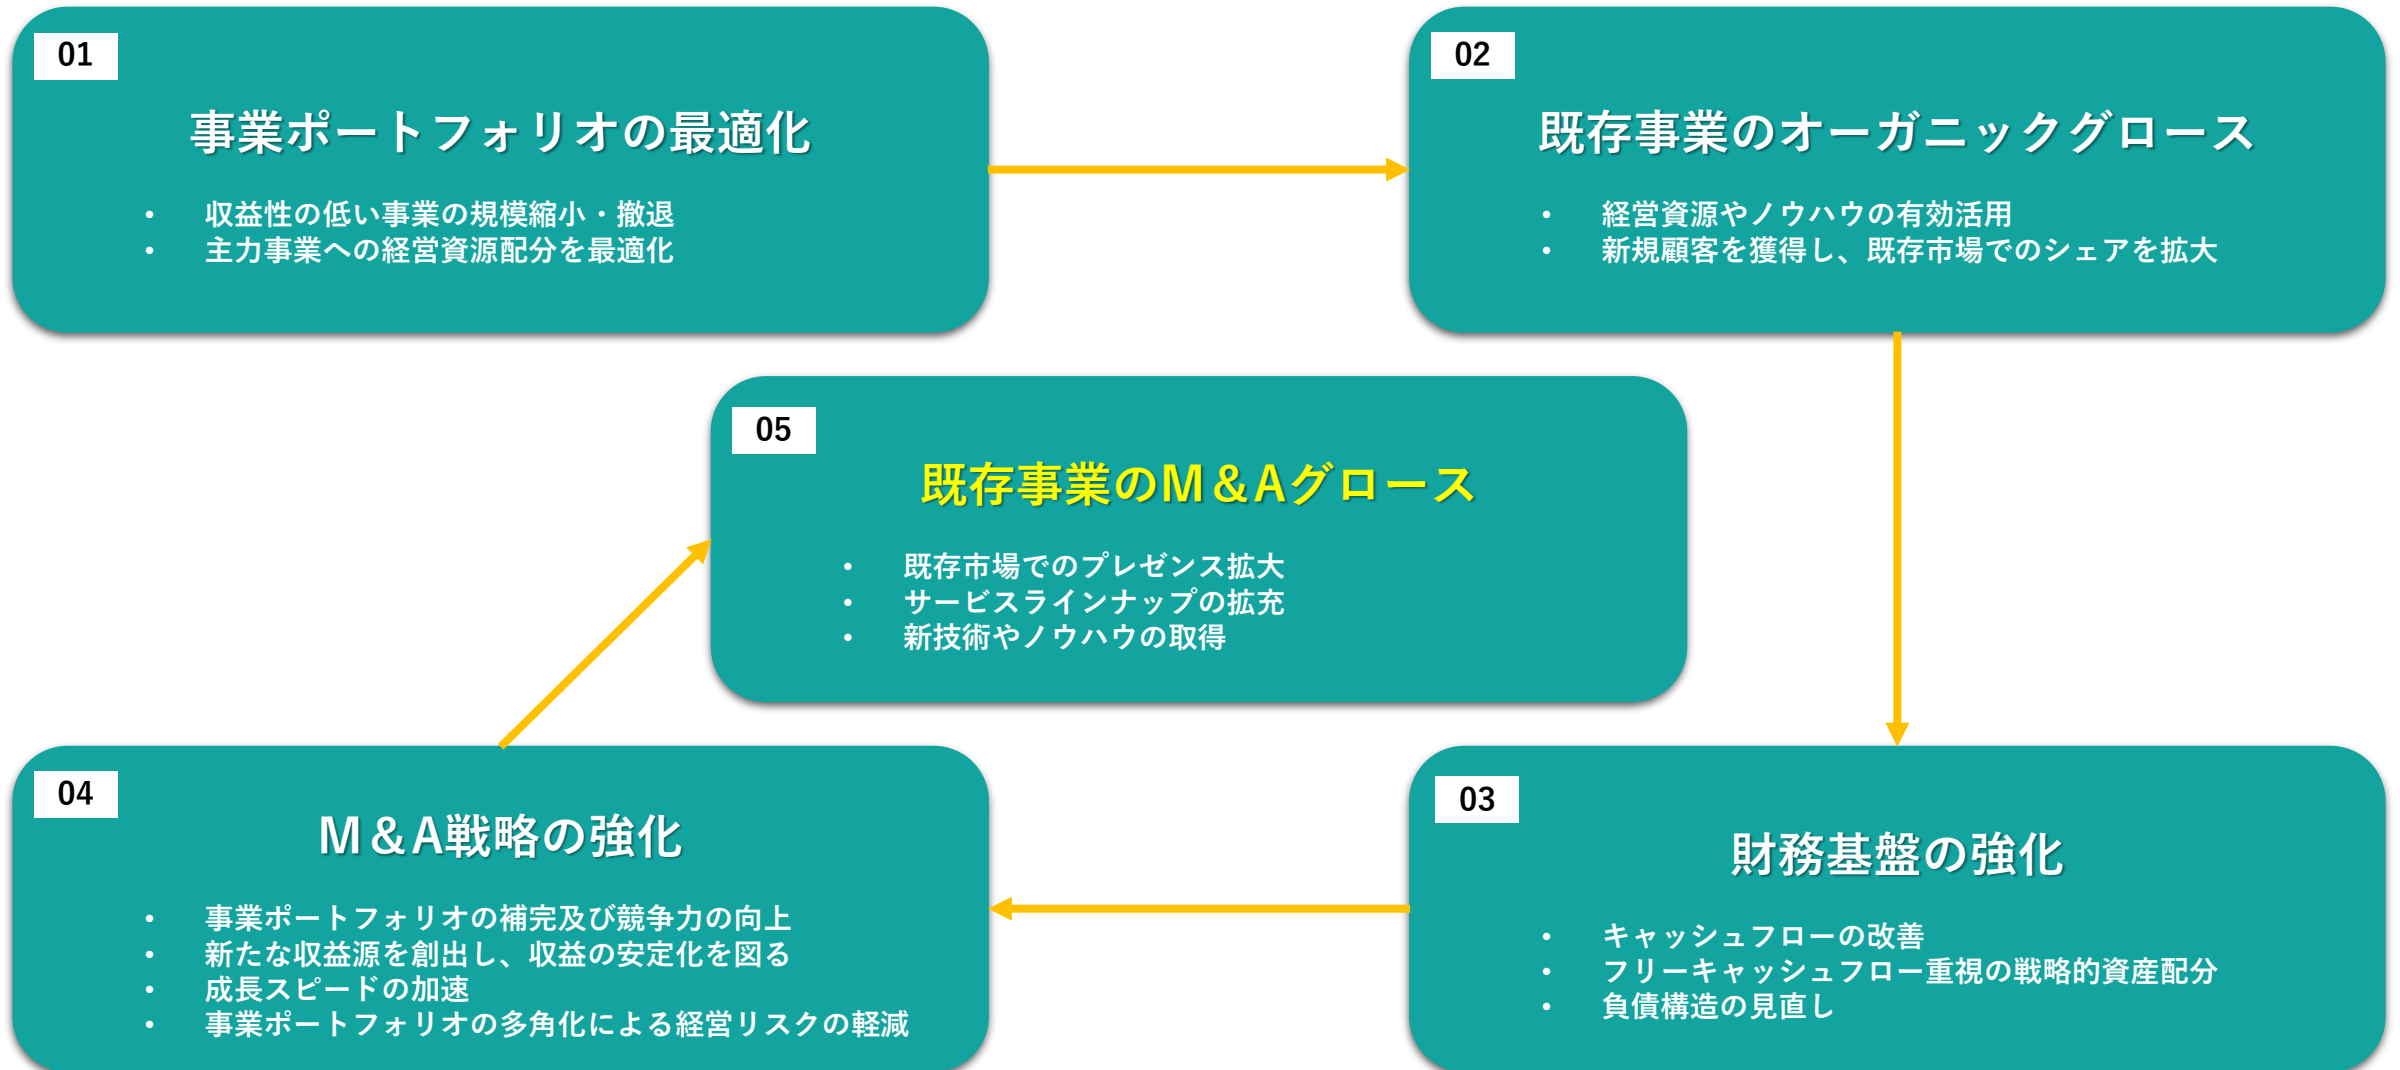 01
事業ポートフォリオの最適化
• 収益性の低い事業の規模縮小・撤退
• 主力事業への経営資源配分を最適化
02
既存事業のオーガニックグロース
• 経営資源やノウハウの有効活用
• 新規顧客を獲得し、既存市場でのシェアを拡大
05
既存事業のM＆Aグロース
• 既存市場でのプレゼンス拡大
• サービスラインナップの拡充
• 新技術やノウハウの取得
04
M＆A戦略の強化
• 事業ポートフォリオの補完及び競争力の向上
• 新たな収益源を創出し、収益の安定化を図る
• 成長スピードの加速
• 事業ポートフォリオの多角化による経営リスクの軽減
03
財務基盤の強化
• キャッシュフローの改善
• フリーキャッシュフロー重視の戦略的資産配分
• 負債構造の見直し